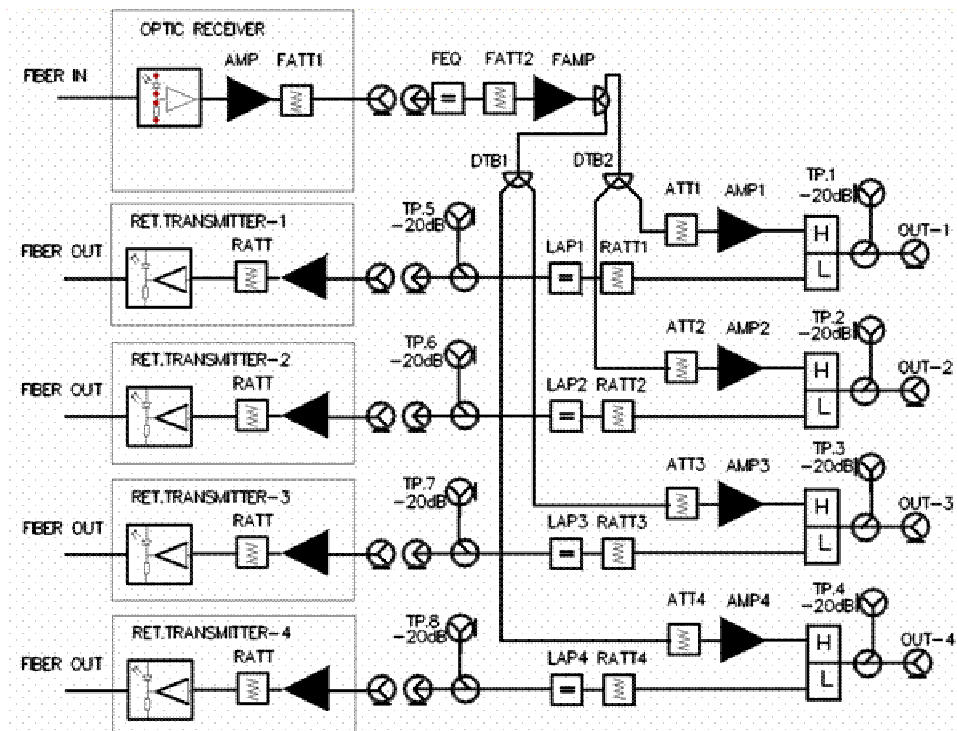 OPTIC RECEIVER
FIBER IN
AMP FATT1
FEQ FATT2 FAMP
DTB1 DTB2
RET.TRANSMITTER-1
FIBER OUT
RATT
TP.5
-20dB
LAP1 RATT1
ATT1 AMP1
TP.1
-20dB
H
L
OUT-1
RET.TRANSMITTER-2
FIBER OUT
RATT
TP.6
-20dB
LAP2 RATT2
ATT2 AMP2
TP.2
-20dB
H
L
OUT-2
RET.TRANSMITTER-3
FIBER OUT
RATT
TP.7
-20dB
LAP3 RATT3
ATT3 AMP3
TP.3
-20dB
H
L
OUT-3
RET.TRANSMITTER-4
FIBER OUT
RATT
TP.8
-20dB
LAP4 RATT4
ATT4 AMP4
TP.4
-20dB
H
L
OUT-4